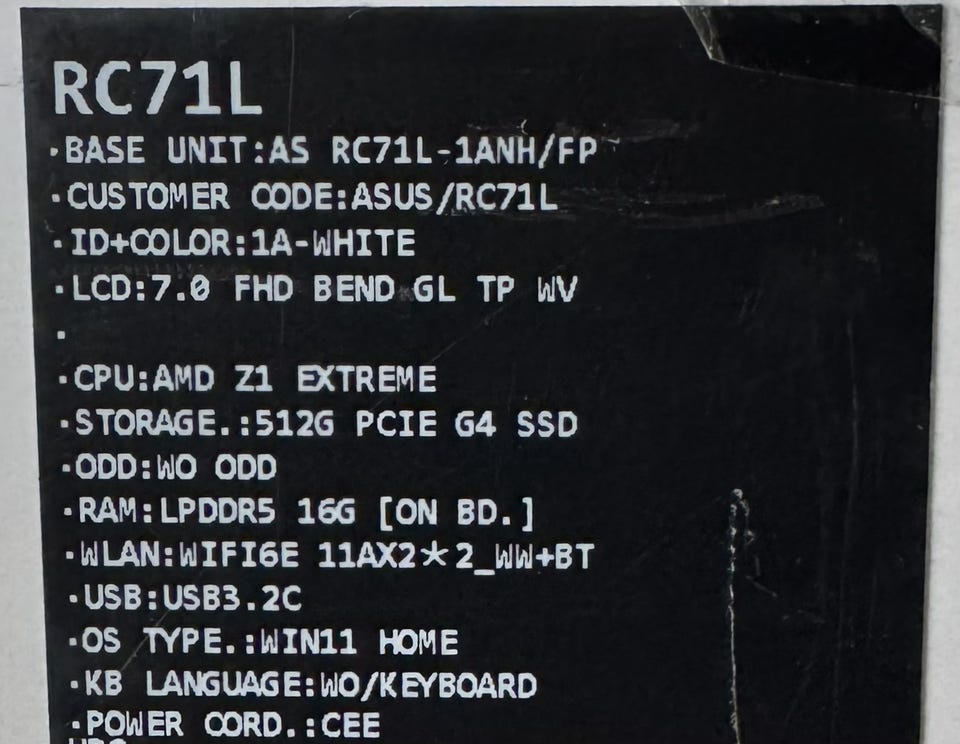 RC71L
·BASE UNIT:AS RC71L-1ANH/FP
·CUSTOMER CODE:ASUS/RC71L
·ID+COLOR:1A-WHITE
·LCD:7.0 FHD BEND GL TP WV
·
·CPU:AMD Z1 EXTREME
·STORAGE.:512G PCIE G4 SSD
·ODD:WO ODD
·RAM:LPDDR5 16G [ON BD.]
·WLAN:WIFI6E 11AX2*2_WW+BT
·USB:USB3.2C
·OS TYPE.:WIN11 HOME
·KB LANGUAGE:WO/KEYBOARD
·POWER CORD.:CEE